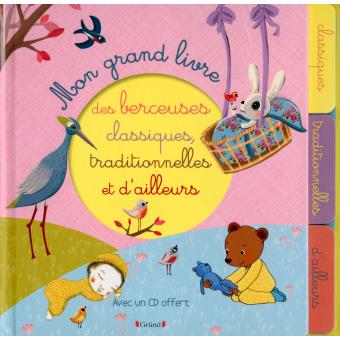 Mon grand livre
des berceuses
classiques,
traditionnelles
et d'ailleurs
classiques
traditionnelles
d'ailleurs
Avec un CD offert
Gründ